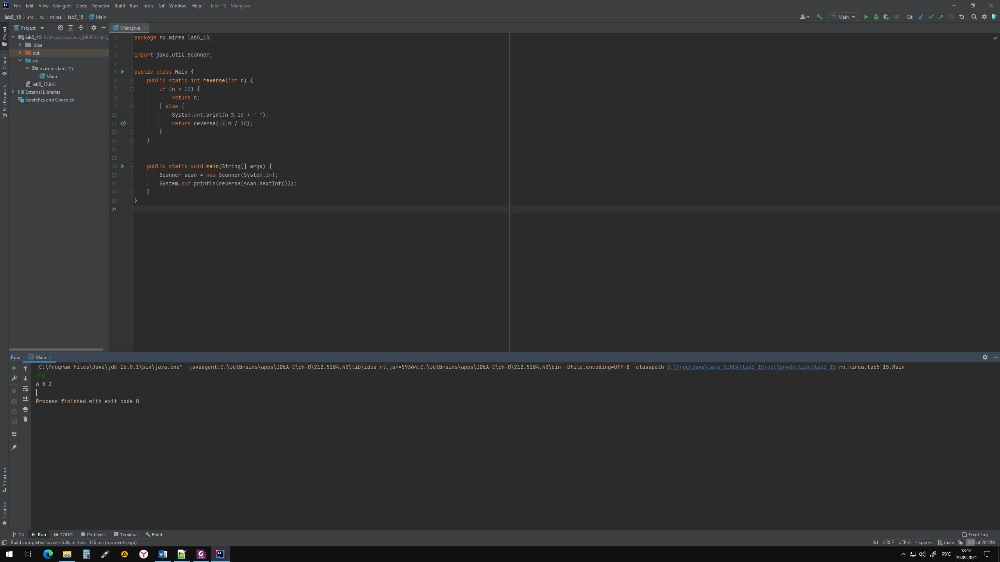 File Edit View Navigate Code Refactor Build Run Tools Git Window Help lab5_15 - Main.java
lab5_15 src ru mirea lab5_15 Main
Main Git:
Project
Main.java
lab5_15 D:\Prog\Java\Java_MIREA\lab5_
.idea
out
src
ru.mirea.lab5_15
Main
lab5_15.iml
External Libraries
Scratches and Consoles
Project
Commit
Pull Requests
1 package ru.mirea.lab5_15;
2
3 import java.util.Scanner;
4
5 public class Main {
6 public static int reverse(int n) {
7 if (n < 10) {
8 return n;
9 } else {
10 System.out.print(n % 10 + " ");
11 return reverse( n: n / 10);
12 }
13 }
14
15
16 public static void main(String[] args) {
17 Scanner scan = new Scanner(System.in);
18 System.out.println(reverse(scan.nextInt()));
19 }
20 }
21
Run: Main
"C:\Program Files\Java\jdk-16.0.1\bin\java.exe" -javaagent:C:\JetBrains\apps\IDEA-C\ch-0\212.5284.40\lib\idea_rt.jar=59364:C:\JetBrains\apps\IDEA-C\ch-0\212.5284.40\bin -Dfile.encoding=UTF-8 -classpath D:\Prog\Java\Java_MIREA\lab5_15\out\production\lab5_15 ru.mirea.lab5_15.Main
256
6 5 2
Process finished with exit code 0
Structure
Favorites
Git Run TODO Problems Terminal Build Event Log
Build completed successfully in 4 sec, 116 ms (moments ago) 4:1 CRLF UTF-8 4 spaces main 500 of 2042M
РУС 18:12
19.09.2021